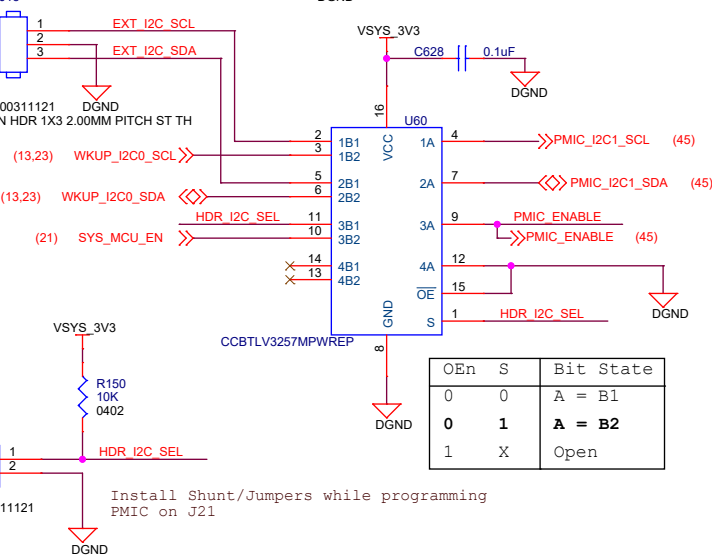 DGND
VSYS_3V3
1
EXT_I2C_SCL
2
3
EXT_I2C_SDA
C628
0.1uF
DGND
DGND
00311121
N HDR 1X3 2.00MM PITCH ST TH
16
U60
VCC
2
1B1
1A
4
PMIC_I2C1_SCL
(45)
(13,23)
WKUP_I2C0_SCL
3
1B2
5
2B1
2A
7
PMIC_I2C1_SDA
(45)
(13,23)
WKUP_I2C0_SDA
6
2B2
HDR_I2C_SEL
11
3B1
3A
9
PMIC_ENABLE
(21)
SYS_MCU_EN
10
3B2
PMIC_ENABLE
(45)
14
4B1
4A
12
13
4B2
OE
15
DGND
GND
S
1
HDR_I2C_SEL
8
CCBTLV3257MPWREP
DGND
VSYS_3V3
R150
10K
0402
1
HDR_I2C_SEL
2
11121
DGND
OEn S Bit State
0 0 A = B1
0 1 A = B2
1 X Open
Install Shunt/Jumpers while programming
PMIC on J21